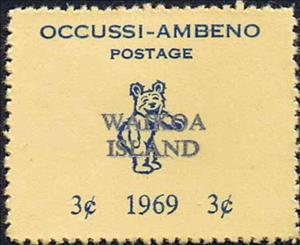 OCCUSSI-AMBENO
POSTAGE
WAIKOA
ISLAND
3¢ 1969 3¢